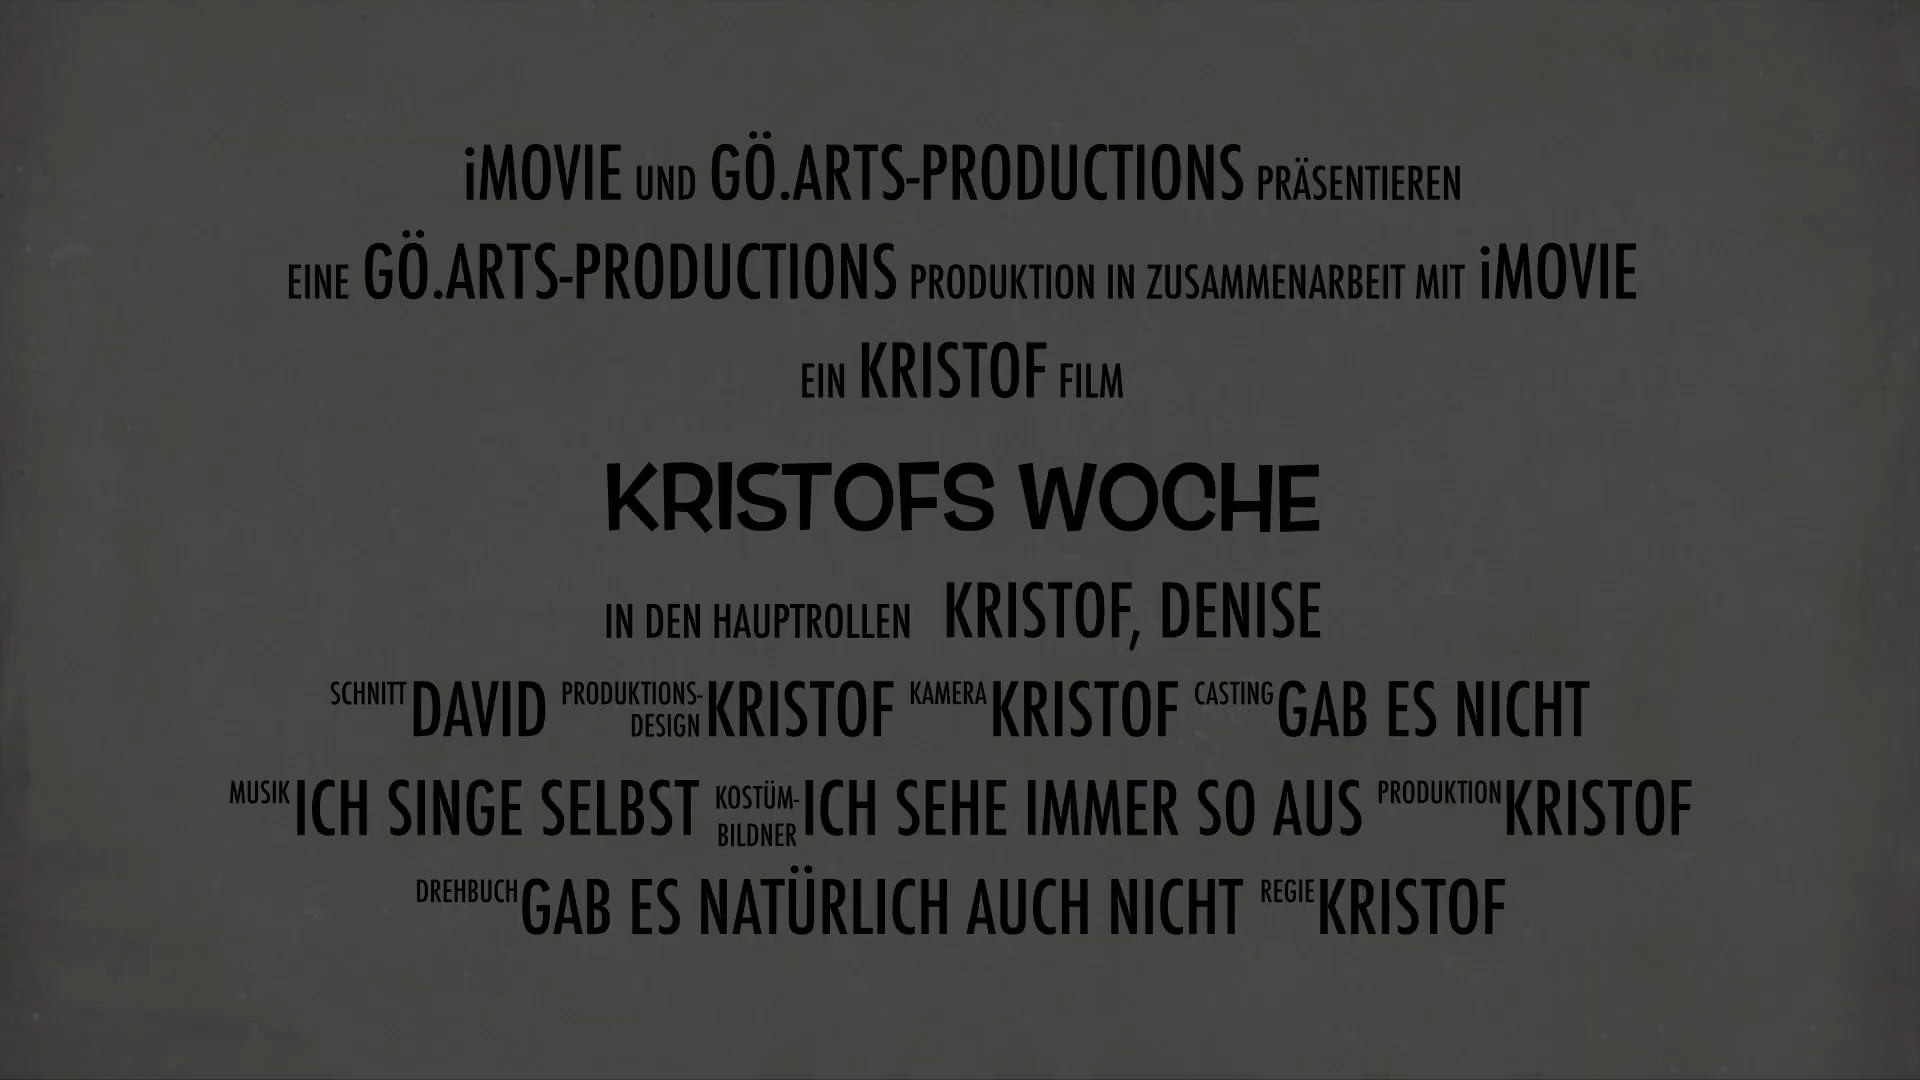 iMOVIE UND GÖ.ARTS-PRODUCTIONS PRÄSENTIEREN
EINE GÖ.ARTS-PRODUCTIONS PRODUKTION IN ZUSAMMENARBEIT MIT iMOVIE
EIN KRISTOF FILM
KRISTOFS WOCHE
IN DEN HAUPTROLLEN KRISTOF, DENISE
SCHNITT DAVID PRODUKTIONS-DESIGN KRISTOF KAMERA KRISTOF CASTING GAB ES NICHT
MUSIK ICH SINGE SELBST KOSTÜM-BILDNER ICH SEHE IMMER SO AUS PRODUKTION KRISTOF
DREHBUCH GAB ES NATÜRLICH AUCH NICHT REGIE KRISTOF